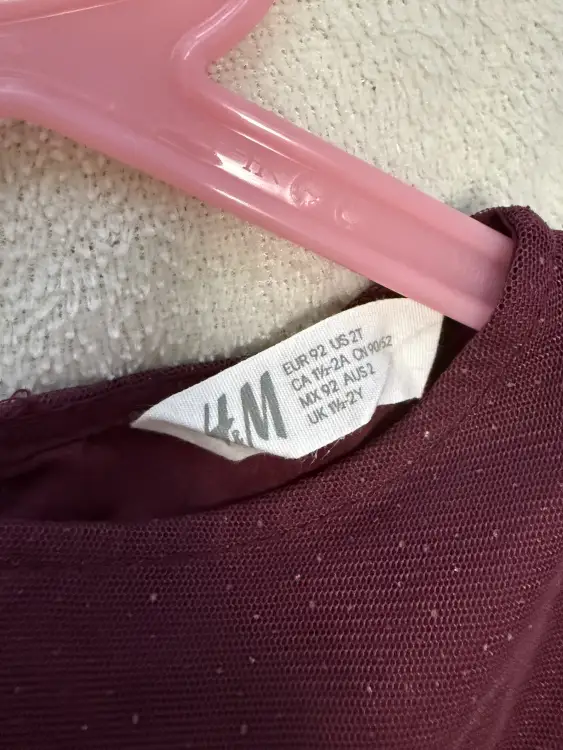 H&M
EUR 92 US 2T
CA 1½-2A CN 90/52
MX 92 AUS 2
UK 1½-2Y